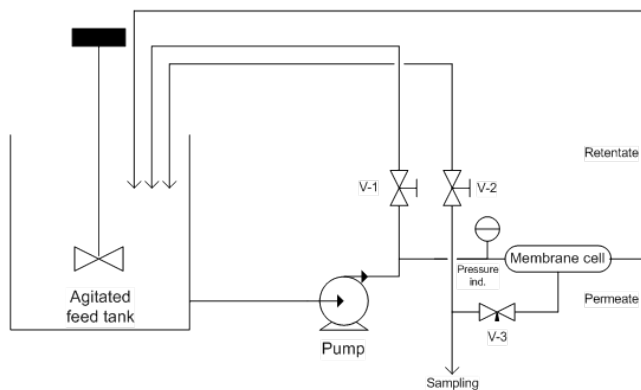 Retentate
V-1
V-2
Membrane cell
Pressure
ind.
Agitated
feed tank
Permeate
V-3
Pump
Sampling